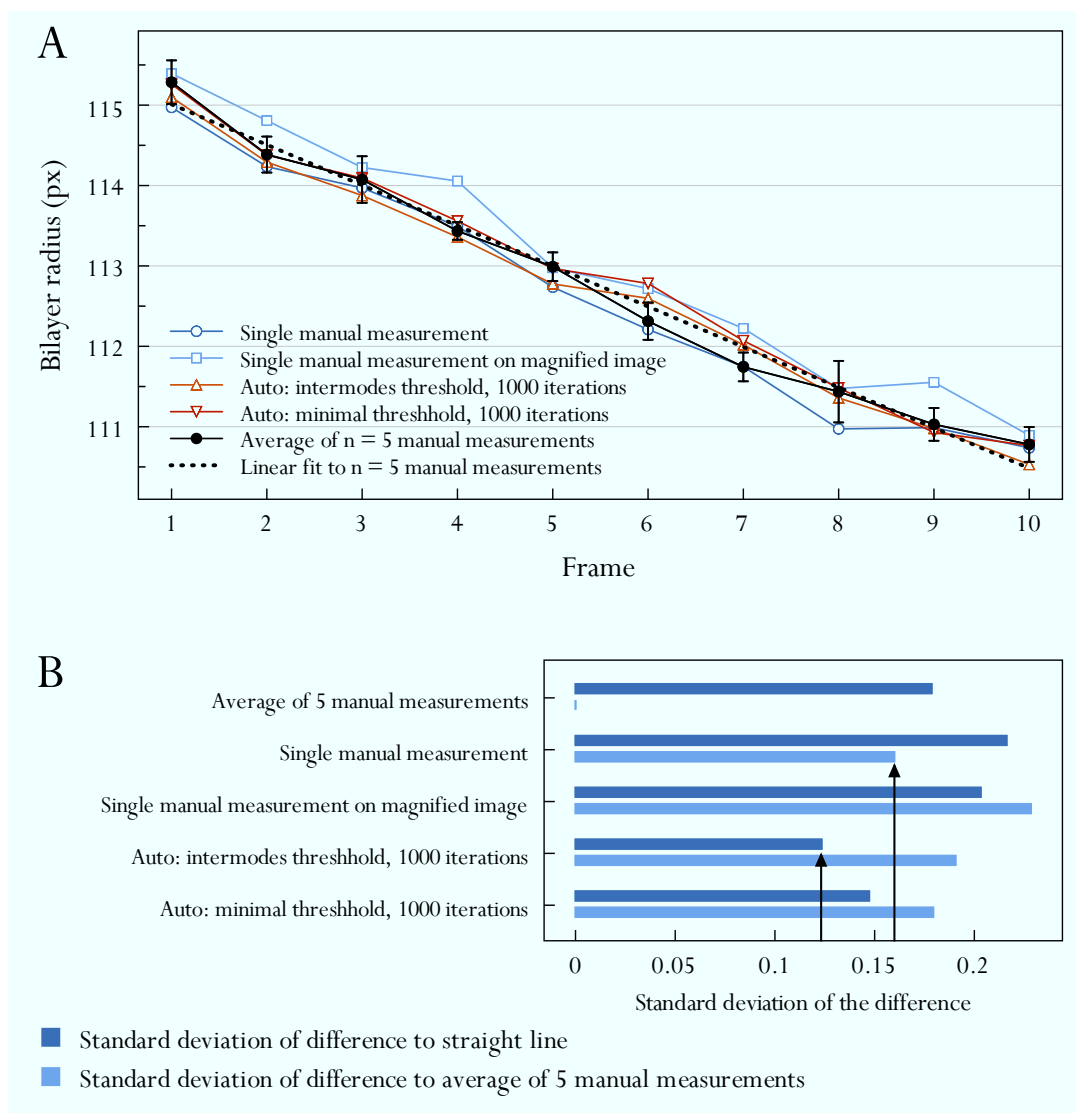 A
Bilayer radius (px)
115
114
113
112
111
Single manual measurement
Single manual measurement on magnified image
Auto: intermodes threshold, 1000 iterations
Auto: minimal threshhold, 1000 iterations
Average of n = 5 manual measurements
Linear fit to n = 5 manual measurements
1 2 3 4 5 6 7 8 9 10
Frame
B
Average of 5 manual measurements
Single manual measurement
Single manual measurement on magnified image
Auto: intermodes threshhold, 1000 iterations
Auto: minimal threshhold, 1000 iterations
0 0.05 0.1 0.15 0.2
Standard deviation of the difference
Standard deviation of difference to straight line
Standard deviation of difference to average of 5 manual measurements